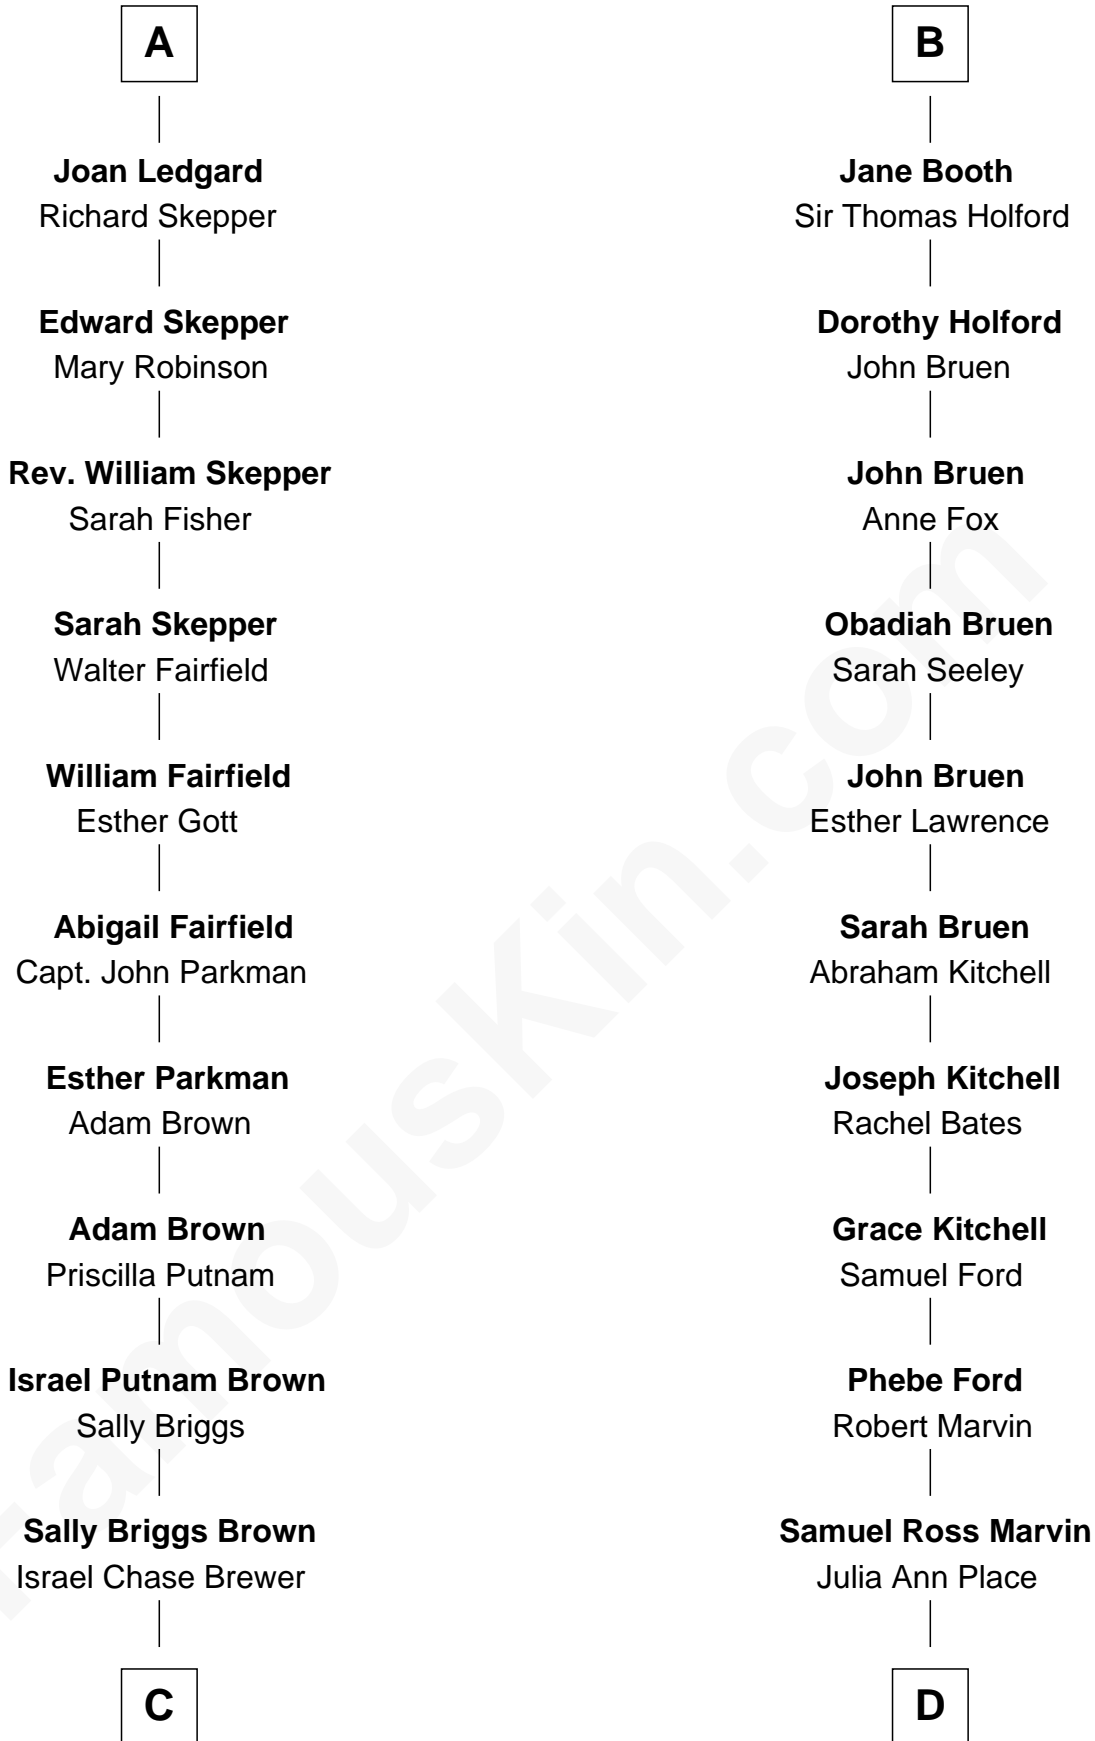 A
Joan Ledgard
Richard Skepper
Edward Skepper
Mary Robinson
Rev. William Skepper
Sarah Fisher
Sarah Skepper
Walter Fairfield
William Fairfield
Esther Gott
Abigail Fairfield
Capt. John Parkman
Esther Parkman
Adam Brown
Adam Brown
Priscilla Putnam
Israel Putnam Brown
Sally Briggs
Sally Briggs Brown
Israel Chase Brewer
C
B
Jane Booth
Sir Thomas Holford
Dorothy Holford
John Bruen
John Bruen
Anne Fox
Obadiah Bruen
Sarah Seeley
John Bruen
Esther Lawrence
Sarah Bruen
Abraham Kitchell
Joseph Kitchell
Rachel Bates
Grace Kitchell
Samuel Ford
Phebe Ford
Robert Marvin
Samuel Ross Marvin
Julia Ann Place
D
FamousKin.com